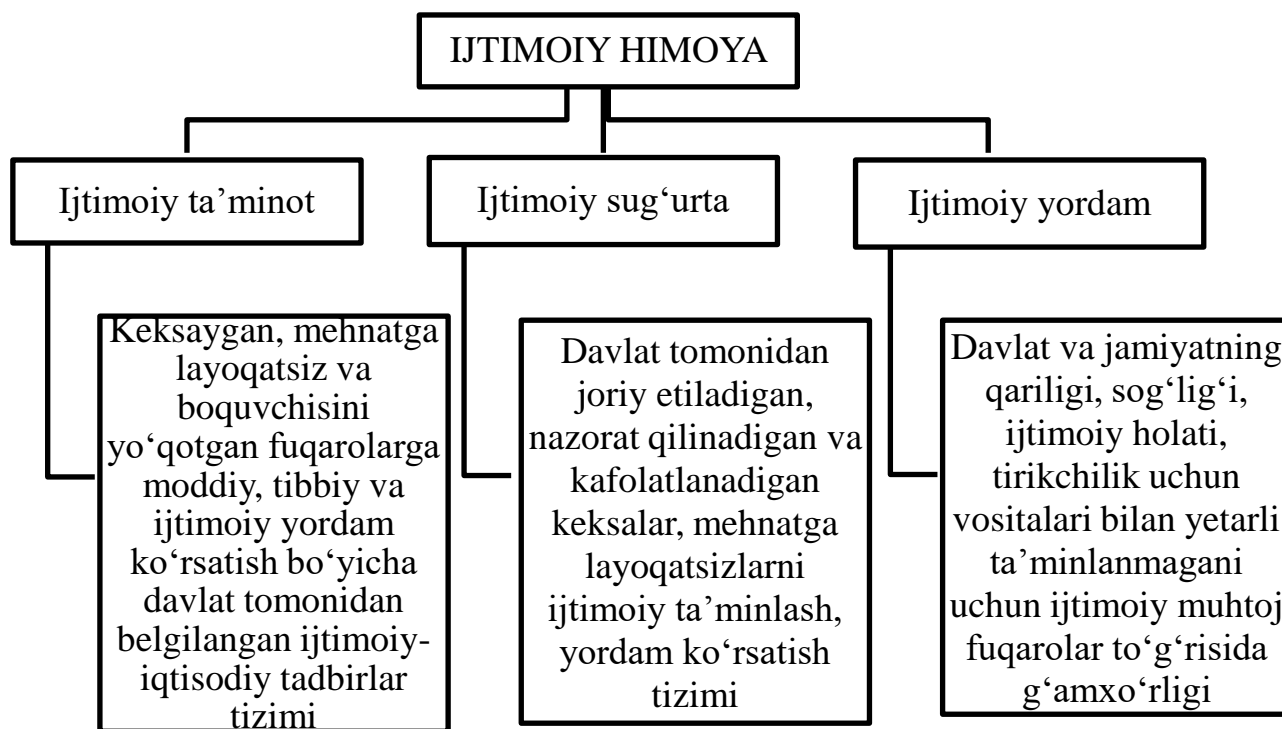 IJTIMOIY HIMOYA
Ijtimoiy ta’minot
Ijtimoiy sug‘urta
Ijtimoiy yordam
Keksaygan, mehnatga
layoqatsiz va
boquvchisini
yo‘qotgan fuqarolarga
moddiy, tibbiy va
ijtimoiy yordam
ko‘rsatish bo‘yicha
davlat tomonidan
belgilangan ijtimoiy-
iqtisodiy tadbirlar
tizimi
Davlat tomonidan
joriy etiladigan,
nazorat qilinadigan va
kafolatlanadigan
keksalar, mehnatga
layoqatsizlarni
ijtimoiy ta’minlash,
yordam ko‘rsatish
tizimi
Davlat va jamiyatning
qariligi, sog‘lig‘i,
ijtimoiy holati,
tirikchilik uchun
vositalari bilan yetarli
ta’minlanmagani
uchun ijtimoiy muhtoj
fuqarolar to‘g‘risida
g‘amxo‘rligi